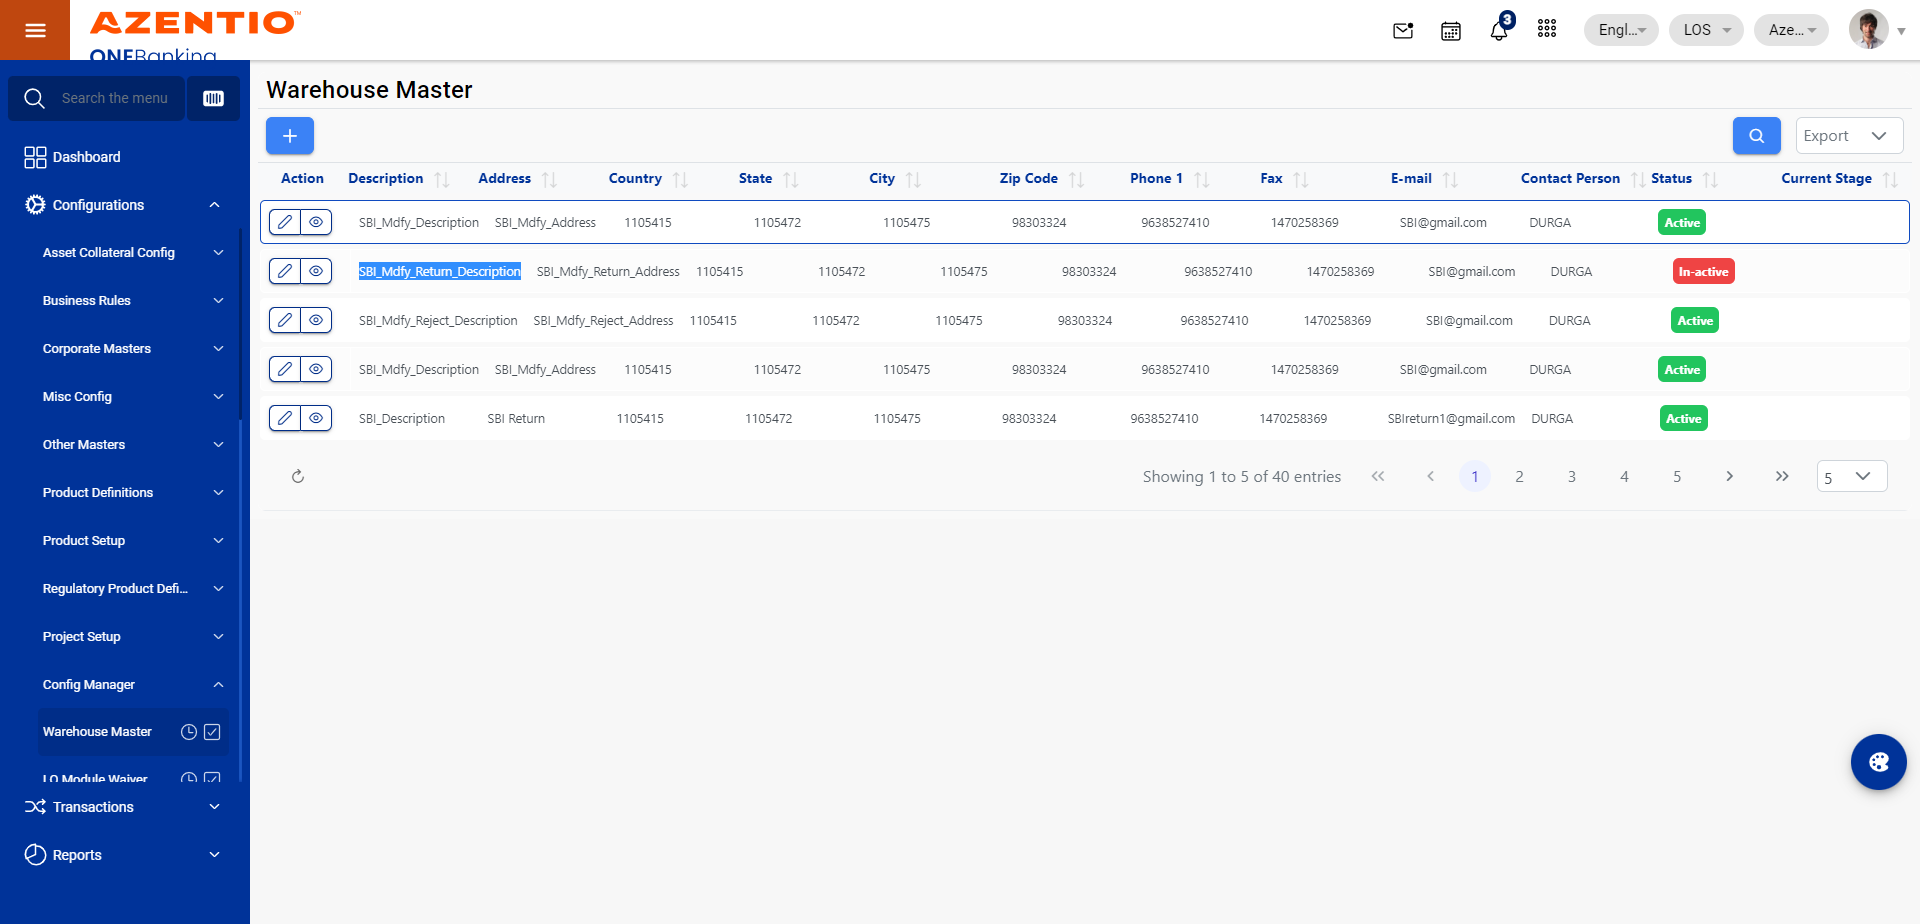 AZENTIO™
ONEBanking
3
Engl...
LOS
Aze...
Search the menu
Dashboard
Configurations
Asset Collateral Config
Business Rules
Corporate Masters
Misc Config
Other Masters
Product Definitions
Product Setup
Regulatory Product Defi...
Project Setup
Config Manager
Warehouse Master
LO Module Waiver
Transactions
Reports
Warehouse Master
Export
Action Description Address Country State City Zip Code Phone 1 Fax E-mail Contact Person Status Current Stage
SBI_Mdfy_Description SBI_Mdfy_Address 1105415 1105472 1105475 98303324 9638527410 1470258369 SBI@gmail.com DURGA Active
SBI_Mdfy_Return_Description SBI_Mdfy_Return_Address 1105415 1105472 1105475 98303324 9638527410 1470258369 SBI@gmail.com DURGA In-active
SBI_Mdfy_Reject_Description SBI_Mdfy_Reject_Address 1105415 1105472 1105475 98303324 9638527410 1470258369 SBI@gmail.com DURGA Active
SBI_Mdfy_Description SBI_Mdfy_Address 1105415 1105472 1105475 98303324 9638527410 1470258369 SBI@gmail.com DURGA Active
SBI_Description SBI Return 1105415 1105472 1105475 98303324 9638527410 1470258369 SBIreturn1@gmail.com DURGA Active
Showing 1 to 5 of 40 entries 1 2 3 4 5 5